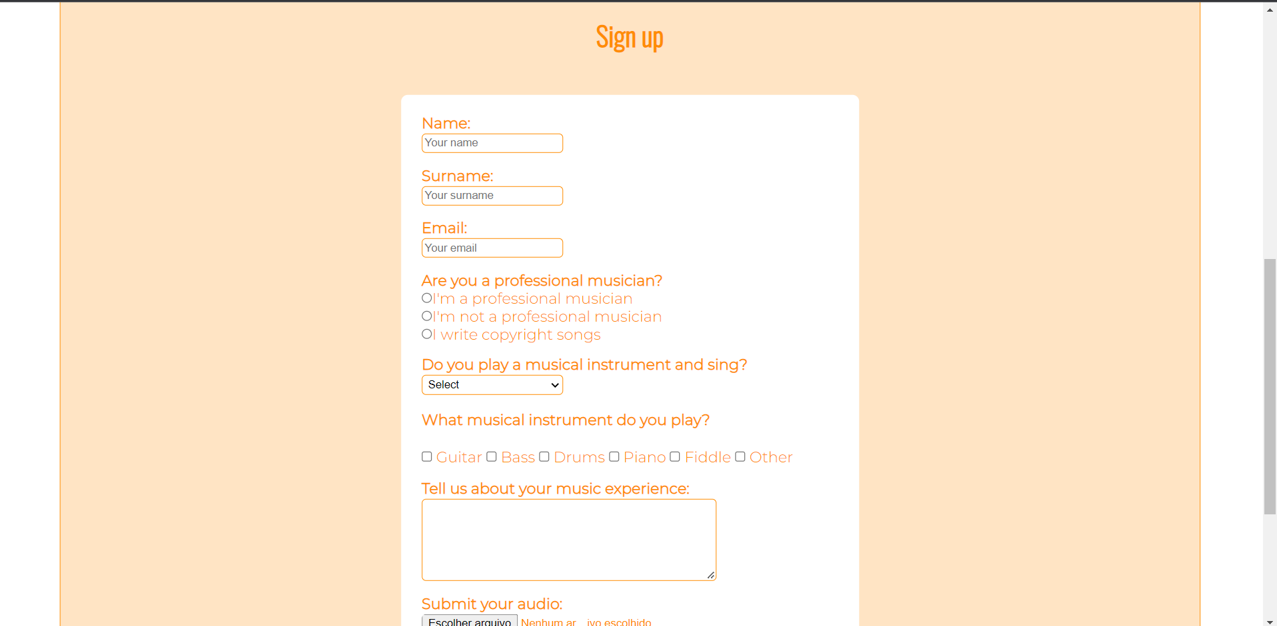 Sign up
Name:
Your name
Surname:
Your surname
Email:
Your email
Are you a professional musician?
I'm a professional musician
I'm not a professional musician
I write copyright songs
Do you play a musical instrument and sing?
Select
What musical instrument do you play?
Guitar Bass Drums Piano Fiddle Other
Tell us about your music experience:
Submit your audio:
Escolher arquivo Nenhum ar...ivo escolhido